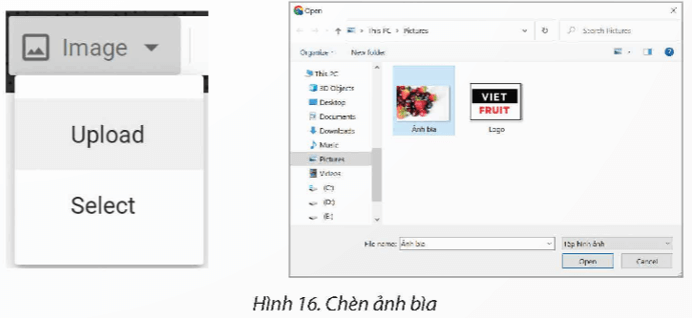 Image
Upload
Select
Open
This PC > Pictures
Search Pictures
Organize
New folder
This PC
3D Objects
Desktop
Documents
Downloads
Music
Pictures
Videos
(C:)
(D:)
(E:)
Ảnh bìa
VIET
FRUIT
Logo
File name: Ảnh bìa
Tệp hình ảnh
Open
Cancel
Hình 16. Chèn ảnh bìa